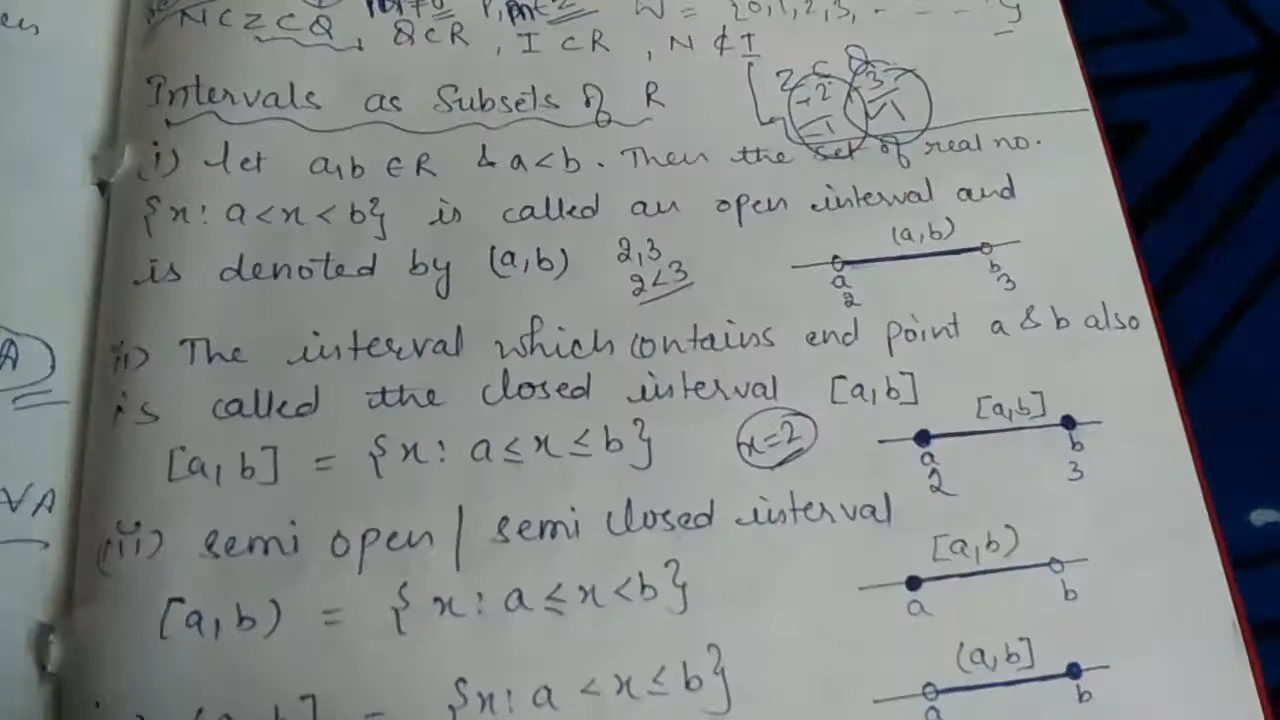 N ⊂ Z ⊂ Q, Q ⊂ R, I ⊂ R, N ⊄ I
W = {0,1,2,3, - - - - }
Z ⊂ Q
Intervals as Subsets of R
(i) let a,b ∈ R & a<b. Then the set of real no.
{x: a<x<b} is called an open interval and
is denoted by (a,b)
2,3
2<3
(a,b)
a
b
2
3
ii) The interval which contains end point a & b also
is called the closed interval [a,b]
[a,b] = {x: a≤x≤b}
x=2
[a,b]
a
b
2
3
(iii) semi open / semi closed interval
[a,b) = {x: a≤x<b}
[a,b)
a
b
{x: a<x≤b}
(a,b]
a
b
A
VA